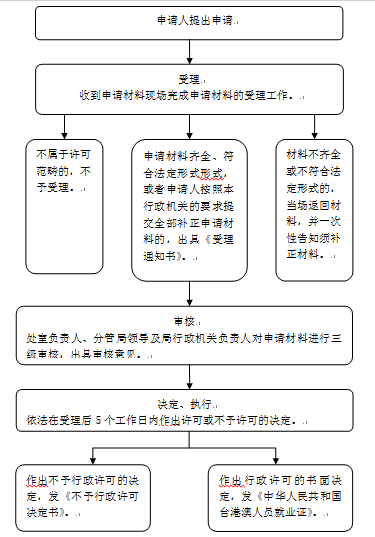 申请人提出申请
受理
收到申请材料现场完成申请材料的受理工作。
不属于许可
范畴的，不
予受理。
申请材料齐全、符
合法定形式形式，
或者申请人按照本
行政机关的要求提
交全部补正申请材
料的，出具《受理
通知书》。
材料不齐全
或不符合法
定形式的，
当场返回材
料，并一次
性告知须补
正材料。
审核
处室负责人、分管局领导及局行政机关负责人对申请材料进行三
级审核，出具审核意见。
决定、执行
依法在受理后 5 个工作日内作出许可或不予许可的决定。
作出不予行政许可的决
定，发《不予行政许可
决定书》。
作出行政许可的书面决
定，发《中华人民共和国
台港澳人员就业证》。